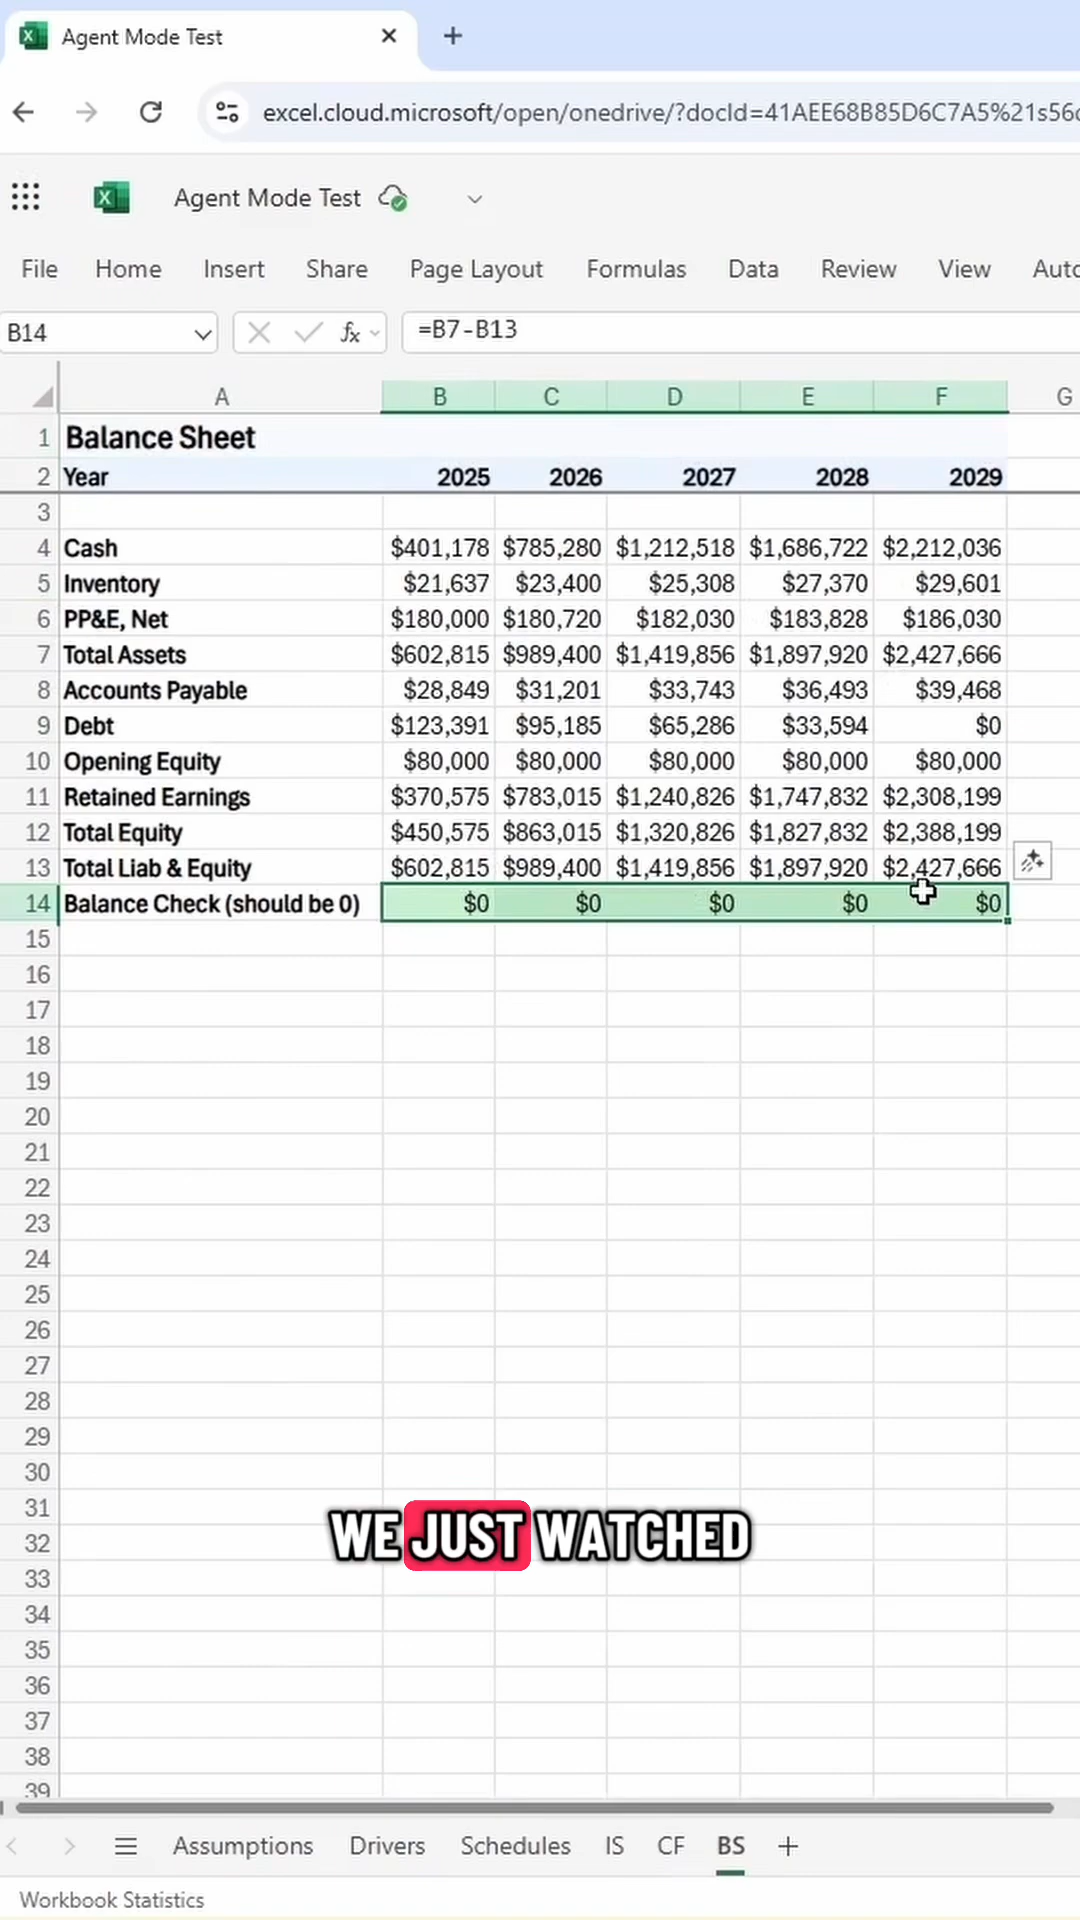 Agent Mode Test
excel.cloud.microsoft/open/onedrive/?docId=41AEE68B85D6C7A5%21s56
Agent Mode Test
File Home Insert Share Page Layout Formulas Data Review View Auto
B14 fx =B7-B13
A B C D E F G
1 Balance Sheet
2 Year 2025 2026 2027 2028 2029
3
4 Cash $401,178 $785,280 $1,212,518 $1,686,722 $2,212,036
5 Inventory $21,637 $23,400 $25,308 $27,370 $29,601
6 PP&E, Net $180,000 $180,720 $182,030 $183,828 $186,030
7 Total Assets $602,815 $989,400 $1,419,856 $1,897,920 $2,427,666
8 Accounts Payable $28,849 $31,201 $33,743 $36,493 $39,468
9 Debt $123,391 $95,185 $65,286 $33,594 $0
10 Opening Equity $80,000 $80,000 $80,000 $80,000 $80,000
11 Retained Earnings $370,575 $783,015 $1,240,826 $1,747,832 $2,308,199
12 Total Equity $450,575 $863,015 $1,320,826 $1,827,832 $2,388,199
13 Total Liab & Equity $602,815 $989,400 $1,419,856 $1,897,920 $2,427,666
14 Balance Check (should be 0) $0 $0 $0 $0 $0
15
16
17
18
19
20
21
22
23
24
25
26
27
28
29
30
31
32
WE JUST WATCHED
33
34
35
36
37
38
39
Assumptions Drivers Schedules IS CF BS
Workbook Statistics